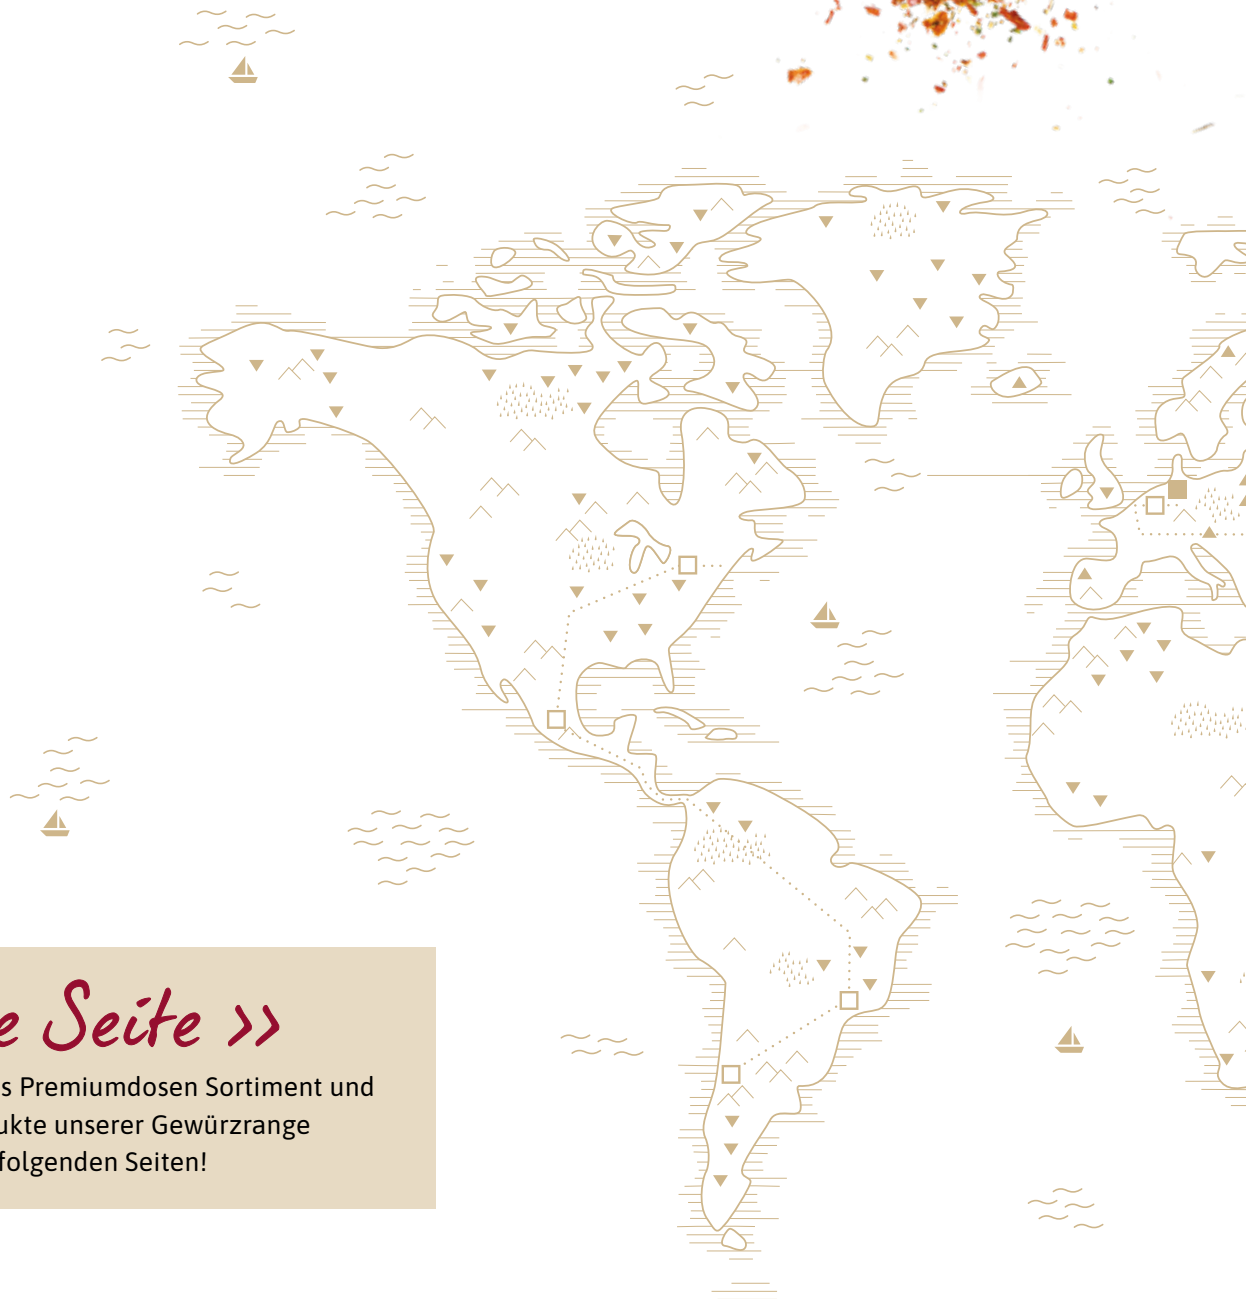 e Seite >>
s Premiumdosen Sortiment und
ukte unserer Gewürzrange
folgenden Seiten!